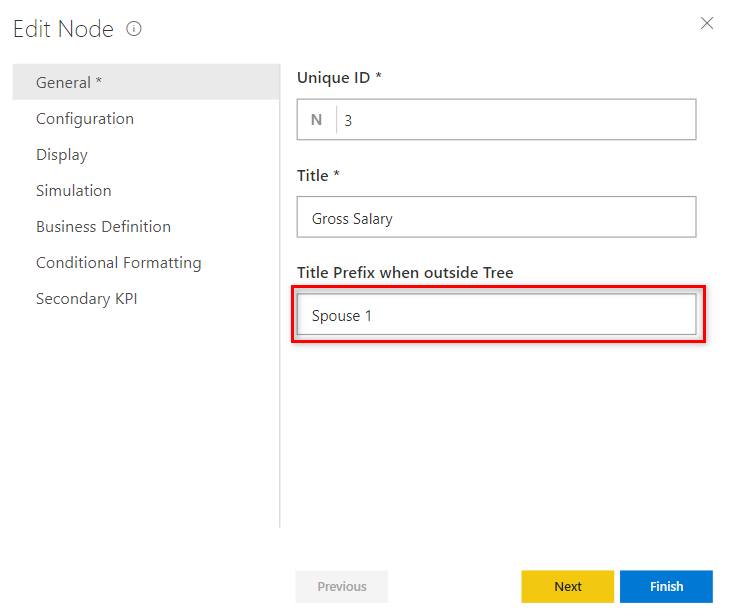 Edit Node
General *
Configuration
Display
Simulation
Business Definition
Conditional Formatting
Secondary KPI
Unique ID *
N 3
Title *
Gross Salary
Title Prefix when outside Tree
Spouse 1
Previous
Next
Finish